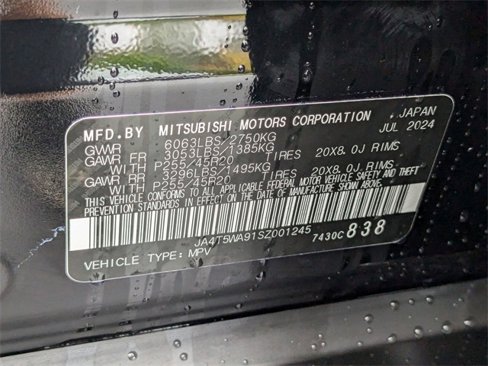 MFD.BY MITSUBISHI MOTORS CORPORATION JAPAN
GVWR 6063LBS/2750KG JUL 2024
GAWR FR 3053LBS/1385KG
WITH P255/45R20 TIRES 20X8.0J RIMS
GAWR RR 3296LBS/1495KG
WITH P255/45R20 TIRES 20X8.0J RIMS
THIS VEHICLE CONFORMS TO ALL APPLICABLE FEDERAL MOTOR VEHICLE SAFETY AND THEFT
PREVENTION STANDARDS IN EFFECT ON THE DATE OF MANUFACTURE SHOWN ABOVE.
JA4T5WA91SZ001245 7430C 838
VEHICLE TYPE: MPV